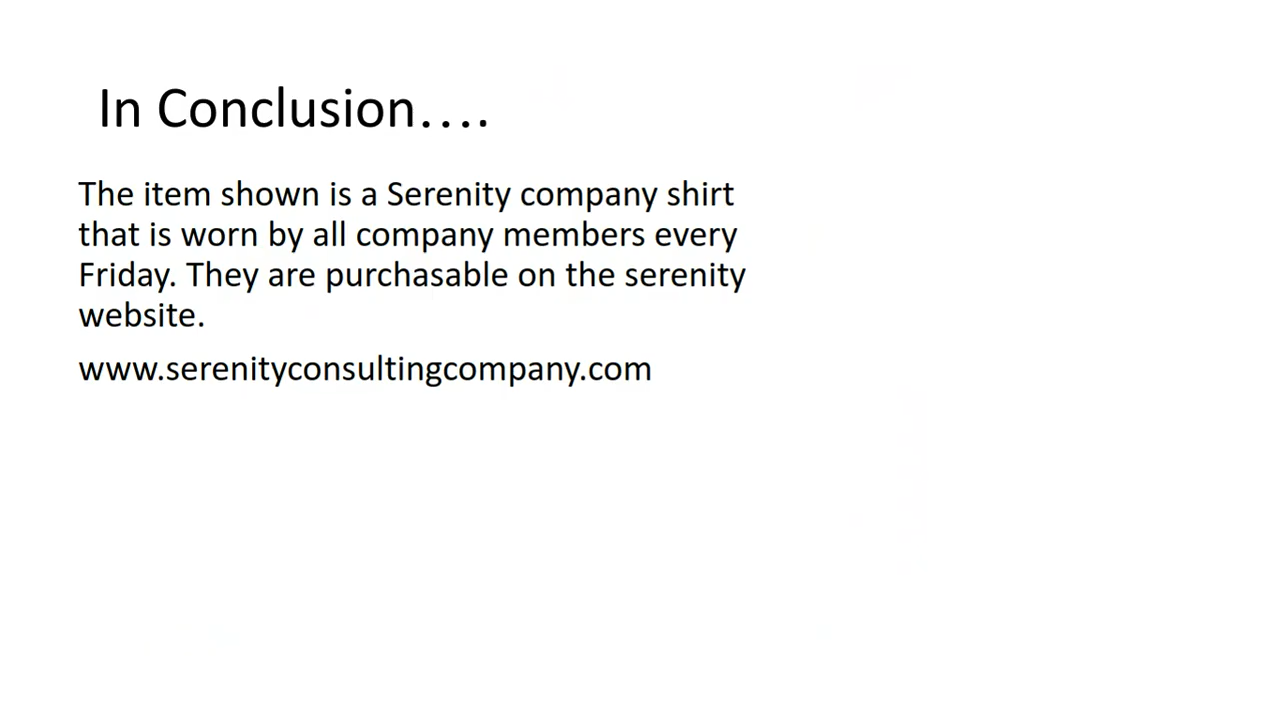 In Conclusion….
The item shown is a Serenity company shirt
that is worn by all company members every
Friday. They are purchasable on the serenity
website.
www.serenityconsultingcompany.com